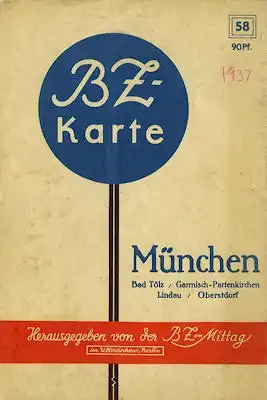 58
90Pf.
1937
BZ-
Karte
München
Bad Tölz / Garmisch-Partenkirchen
Lindau / Oberstdorf
Herausgegeben von der BZ am Mittag
im Ullsteinhaus, Berlin